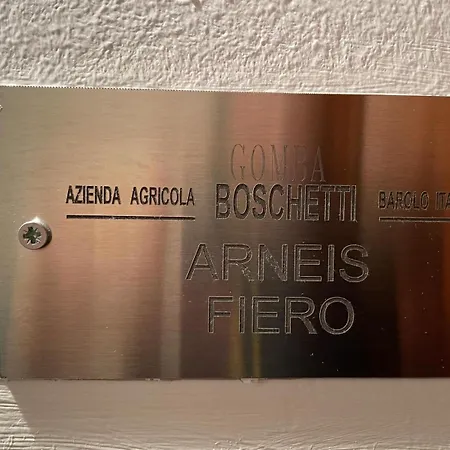 GOMBA
AZIENDA AGRICOLA BOSCHETTI BAROLO ITA
ARNEIS
FIERO